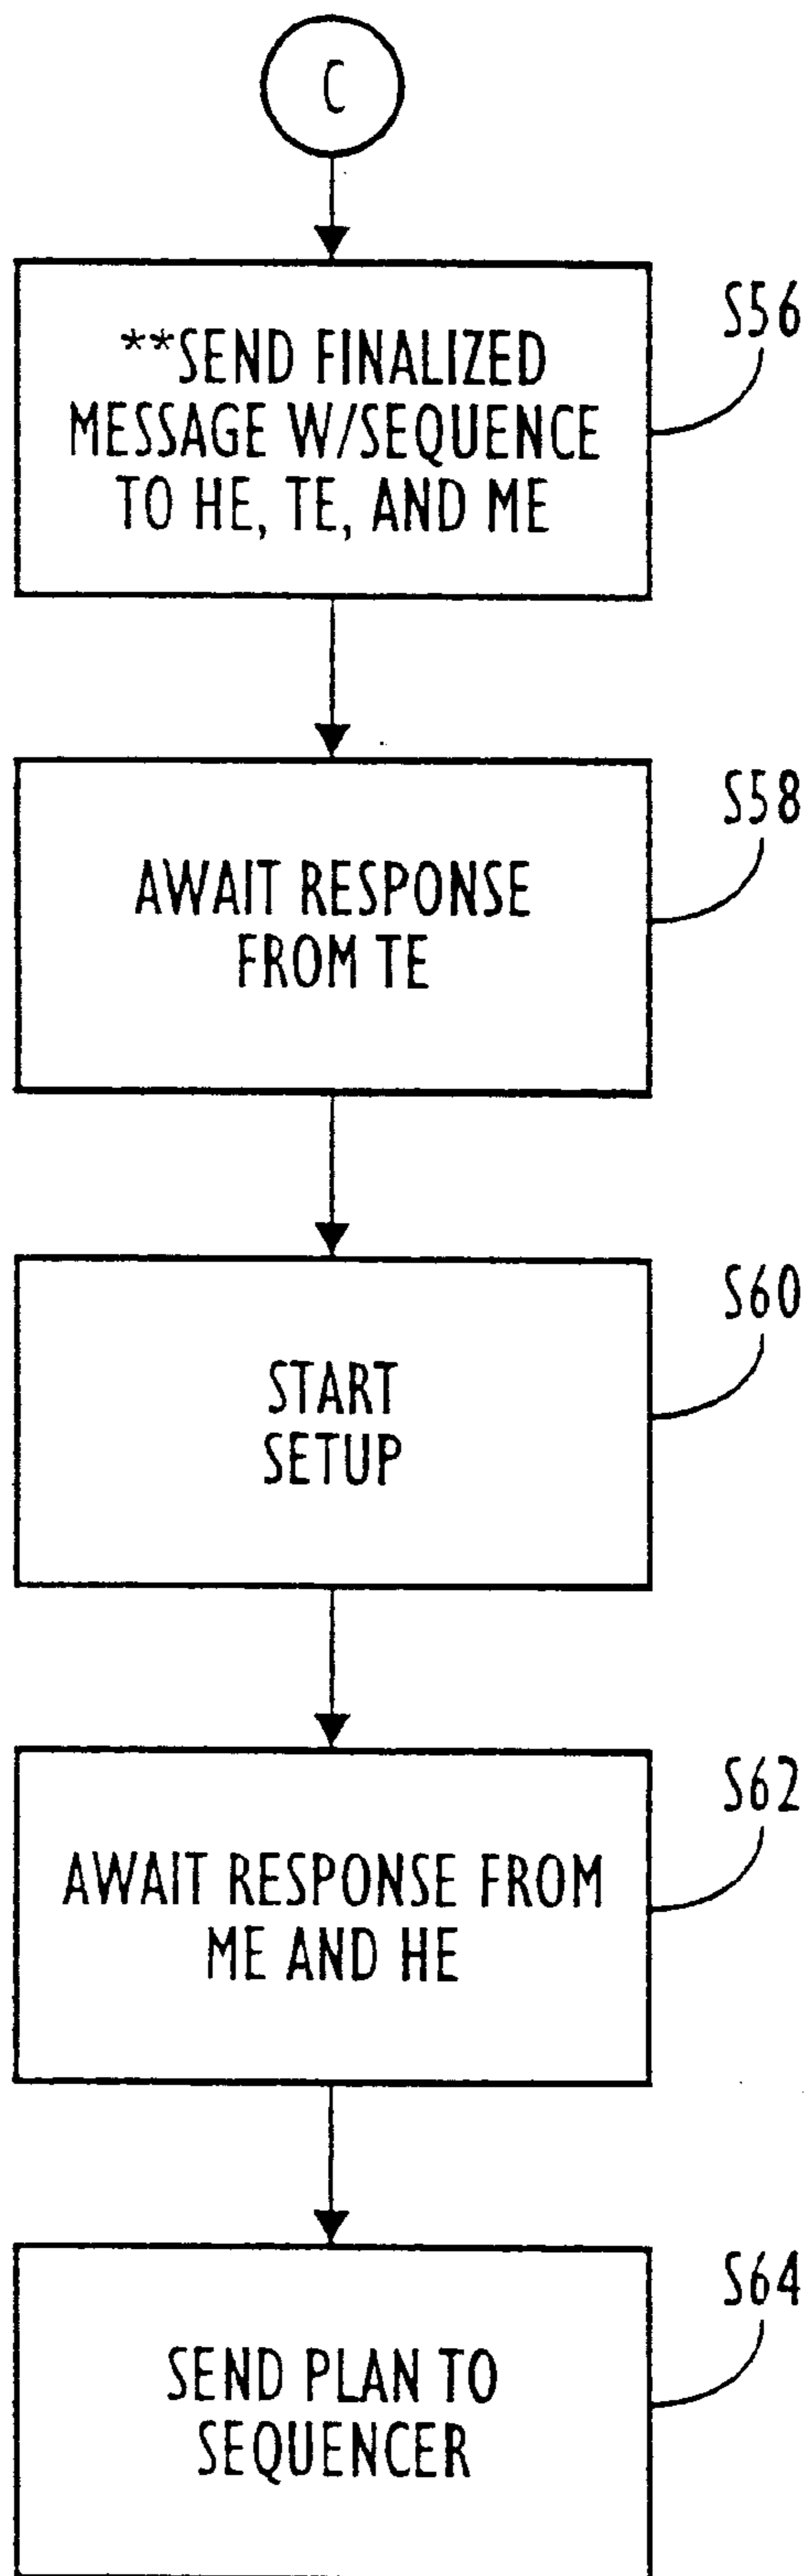 C
**SEND FINALIZED
MESSAGE W/SEQUENCE
TO HE, TE, AND ME
S56
AWAIT RESPONSE
FROM TE
S58
START
SETUP
S60
AWAIT RESPONSE FROM
ME AND HE
S62
SEND PLAN TO
SEQUENCER
S64